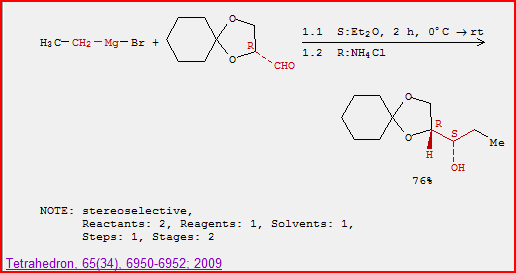 1.1 S:Et2O, 2 h, 0°C → rt
H3C—CH2—Mg—Br +
R
CHO
1.2 R:NH4Cl
O
O
O
O
R
S
Me
H
OH
76%
NOTE: stereoselective,
Reactants: 2, Reagents: 1, Solvents: 1,
Steps: 1, Stages: 2
Tetrahedron, 65(34), 6950-6952; 2009